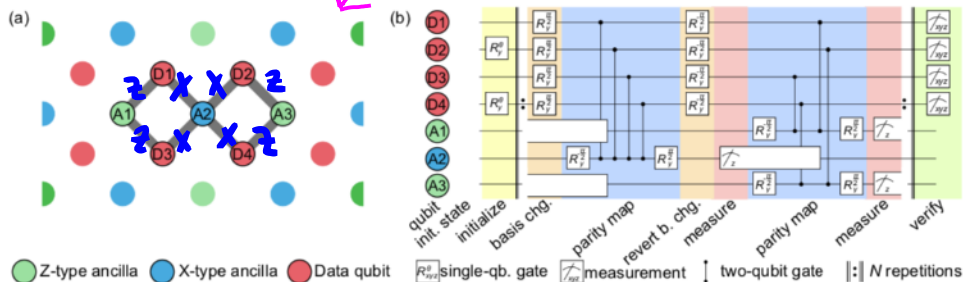 (a)
(b)
D1 D2
A1 A2 A3
D3 D4
Z X X Z
Z X X Z
D1
D2
D3
D4
A1
A2
A3
qubit
init. state
initialize
basis chg.
parity map
revert b. chg.
measure
parity map
measure
verify
Z-type ancilla X-type ancilla Data qubit
single-qb. gate measurement two-qubit gate N repetitions